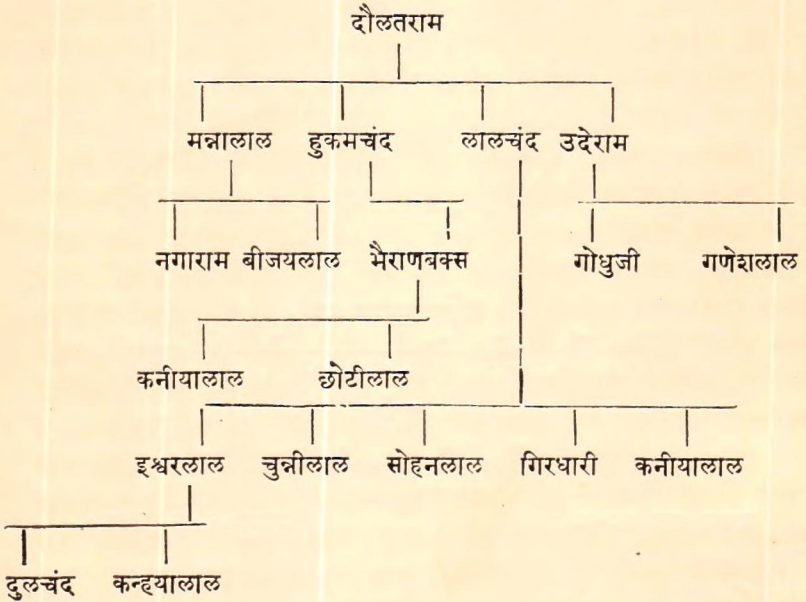 दौलतराम
मन्नालाल हुकमचंद लालचंद उदेराम
नगाराम बीजयलाल भैराणबक्स गोधुजी गणेशलाल
कनीयालाल छोटीलाल
इश्वरलाल चुन्नीलाल सोहनलाल गिरधारी कनीयालाल
दुलचंद कन्हयालाल